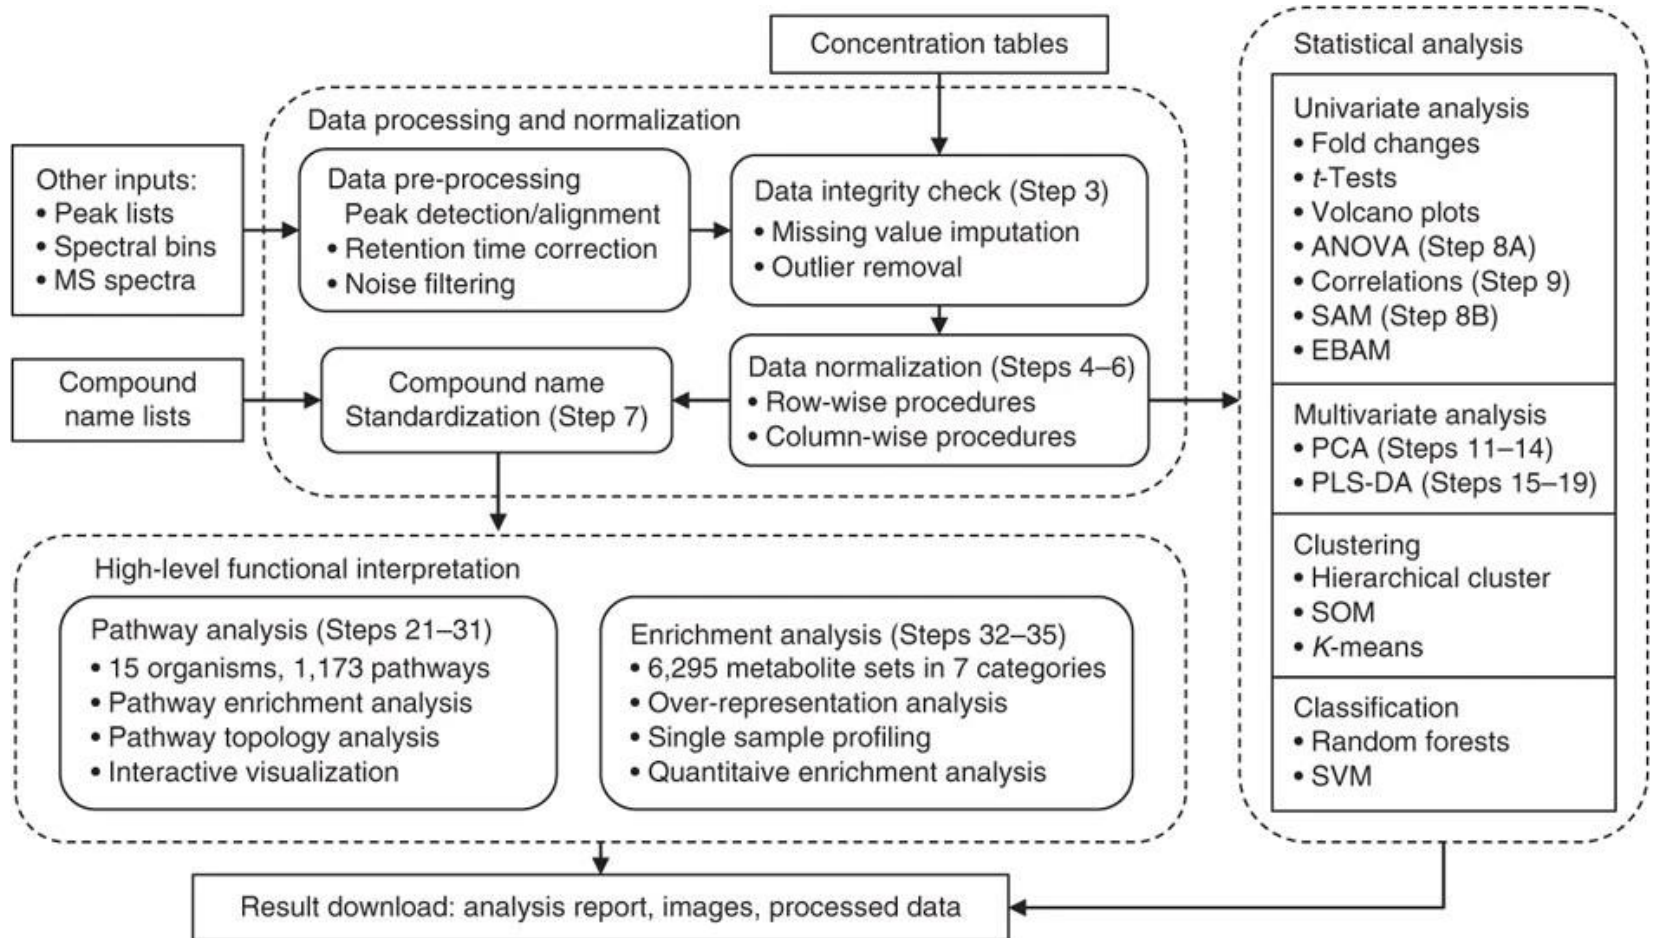 Concentration tables
Data processing and normalization
Other inputs:
• Peak lists
• Spectral bins
• MS spectra
Data pre-processing
Peak detection/alignment
• Retention time correction
• Noise filtering
Data integrity check (Step 3)
• Missing value imputation
• Outlier removal
Compound
name lists
Compound name
Standardization (Step 7)
Data normalization (Steps 4–6)
• Row-wise procedures
• Column-wise procedures
High-level functional interpretation
Pathway analysis (Steps 21–31)
• 15 organisms, 1,173 pathways
• Pathway enrichment analysis
• Pathway topology analysis
• Interactive visualization
Enrichment analysis (Steps 32–35)
• 6,295 metabolite sets in 7 categories
• Over-representation analysis
• Single sample profiling
• Quantitaive enrichment analysis
Statistical analysis
Univariate analysis
• Fold changes
• t-Tests
• Volcano plots
• ANOVA (Step 8A)
• Correlations (Step 9)
• SAM (Step 8B)
• EBAM
Multivariate analysis
• PCA (Steps 11–14)
• PLS-DA (Steps 15–19)
Clustering
• Hierarchical cluster
• SOM
• K-means
Classification
• Random forests
• SVM
Result download: analysis report, images, processed data